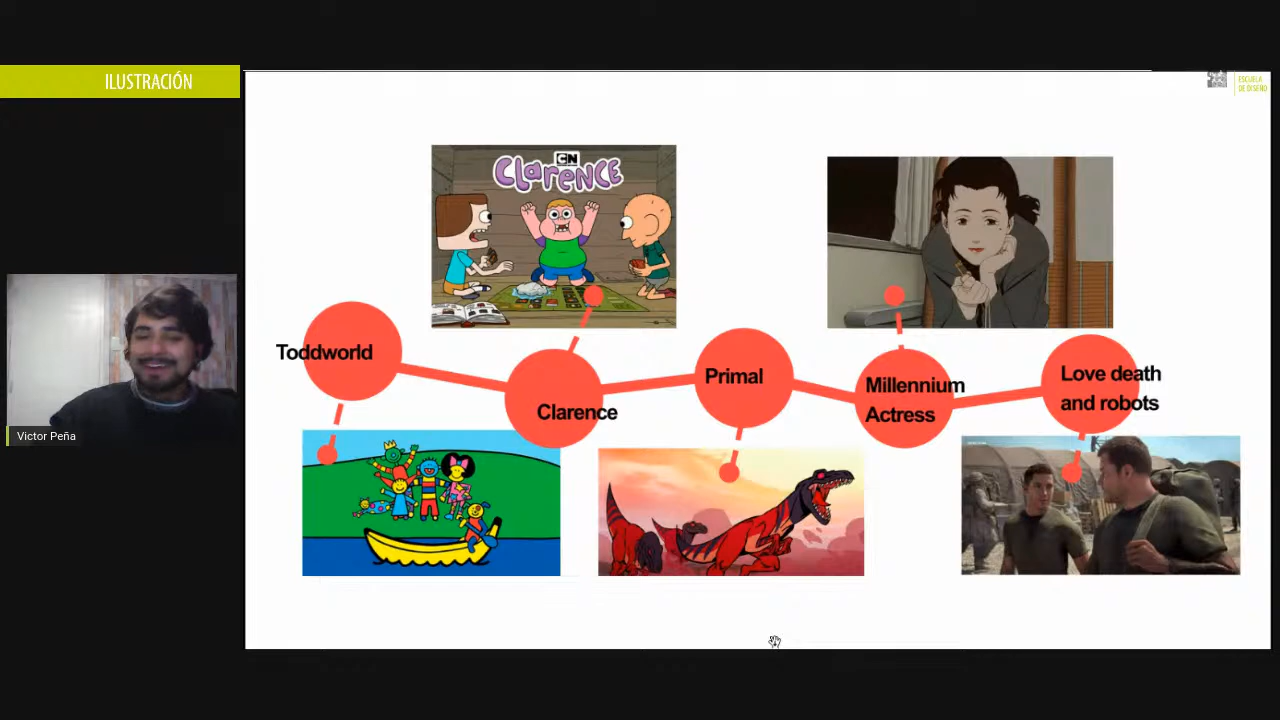 ILUSTRACIÓN
ESCUELA
DE DISEÑO
CN
CLARENCE
Toddworld
Clarence
Primal
Millennium
Actress
Love death
and robots
Victor Peña